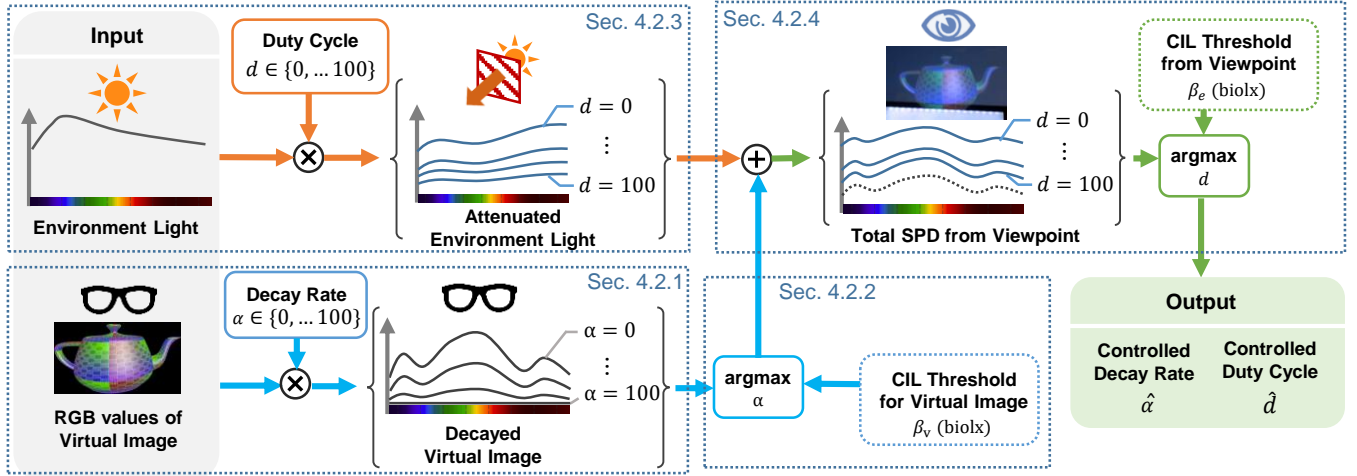 Sec. 4.2.3
Input
Environment Light
Duty Cycle
d ∈ {0, … 100}
d = 0
⋮
d = 100
Attenuated
Environment Light
Sec. 4.2.4
d = 0
⋮
d = 100
Total SPD from Viewpoint
CIL Threshold
from Viewpoint
βₑ (biolx)
argmax
d
Sec. 4.2.1
RGB values of
Virtual Image
Decay Rate
α ∈ {0, … 100}
α = 0
⋮
α = 100
Decayed
Virtual Image
Sec. 4.2.2
argmax
α
CIL Threshold
for Virtual Image
βᵥ (biolx)
Output
Controlled
Decay Rate
α̂
Controlled
Duty Cycle
d̂